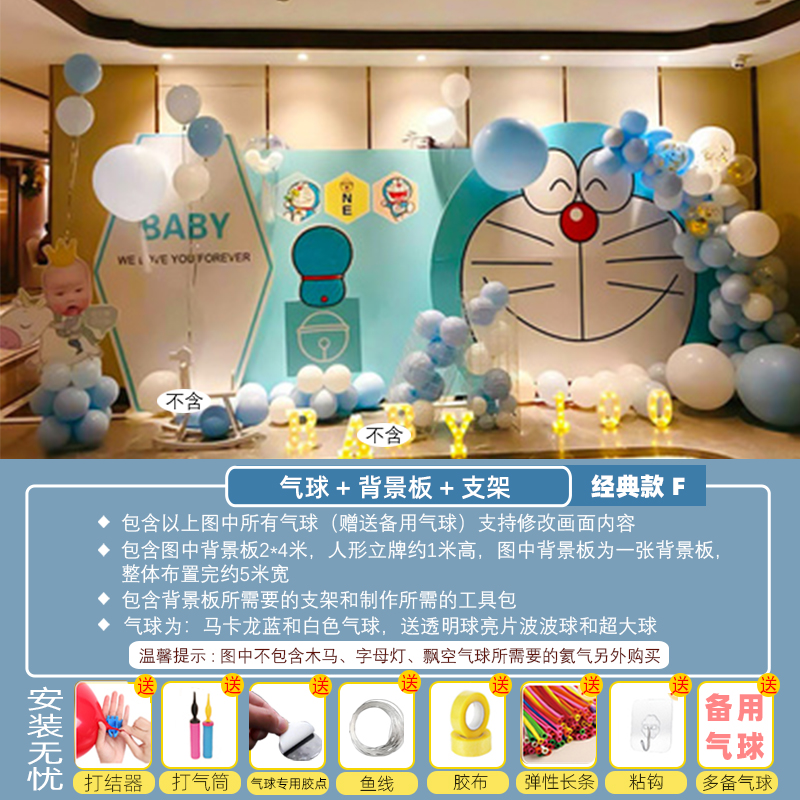 BABY
WE LOVE YOU FOREVER
ONE
不含
BABY 100
不含
气球 + 背景板 + 支架
经典款 F
◆ 包含以上图中所有气球（赠送备用气球）支持修改画面内容
◆ 包含图中背景板2*4米，人形立牌约1米高，图中背景板为一张背景板，
整体布置完约5米宽
◆ 包含背景板所需要的支架和制作所需的工具包
◆ 气球为：马卡龙蓝和白色气球，送透明球亮片波波球和超大球
温馨提示 : 图中不包含木马、字母灯、飘空气球所需要的氦气另外购买
安装无忧
送 送 送 送 送 送 送 送
备用
气球
打结器 打气筒 气球专用胶点 鱼线 胶布 弹性长条 粘钩 多备气球